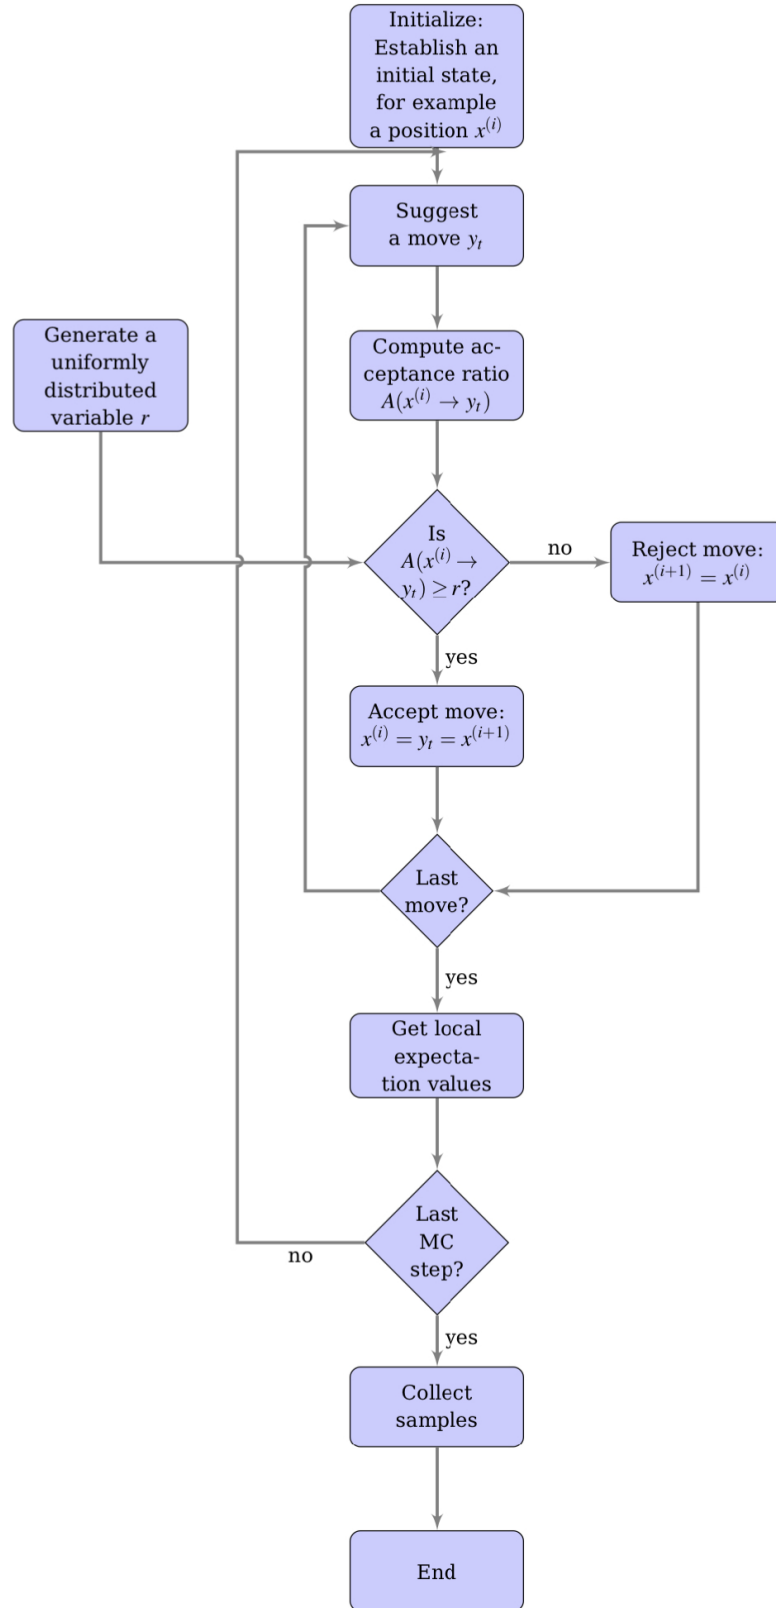 Initialize:
Establish an
initial state,
for example
a position x^{(i)}
Suggest
a move y_t
Generate a
uniformly
distributed
variable r
Compute ac-
ceptance ratio
A(x^{(i)} → y_t)
Is
A(x^{(i)} →
y_t) ≥ r?
no
Reject move:
x^{(i+1)} = x^{(i)}
yes
Accept move:
x^{(i)} = y_t = x^{(i+1)}
Last
move?
yes
Get local
expecta-
tion values
Last
MC
step?
no
yes
Collect
samples
End